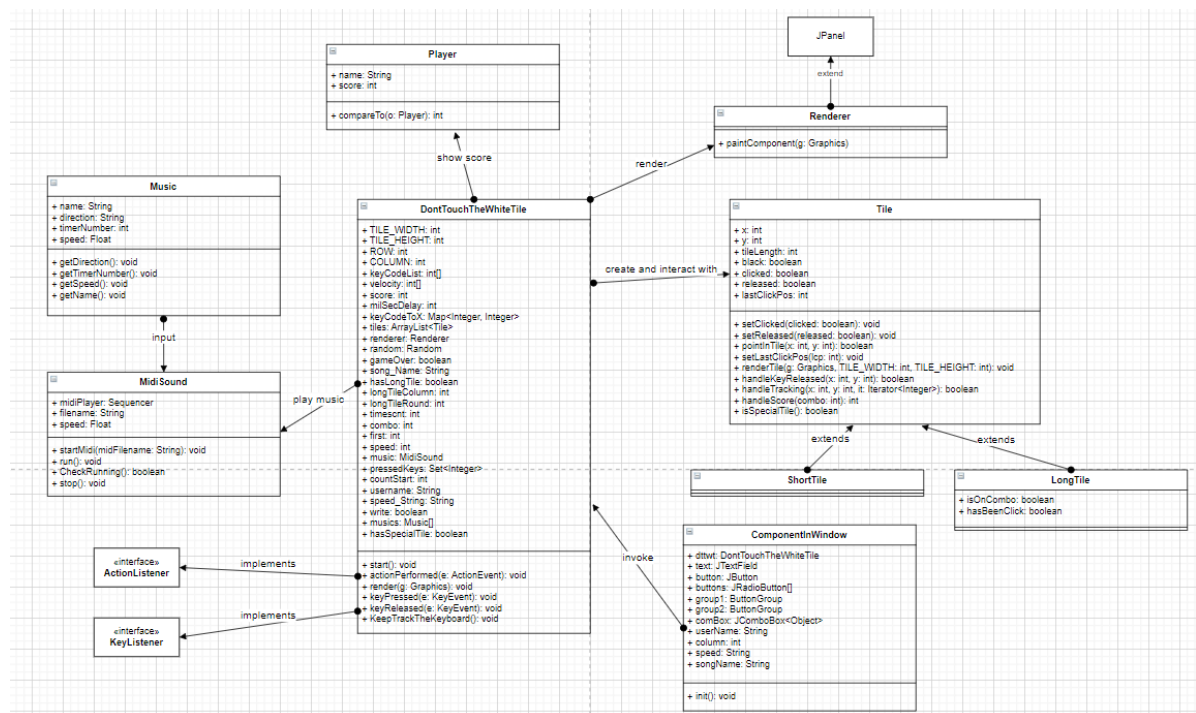 JPanel
extend
Renderer
+ paintComponent(g: Graphics)
Player
+ name: String
+ score: int
+ compareTo(o: Player): int
show score
render
Music
+ name: String
+ direction: String
+ timerNumber: int
+ speed: Float
+ getDirection(): void
+ getTimerNumber(): void
+ getSpeed(): void
+ getName(): void
input
MidiSound
+ midiPlayer: Sequencer
+ filename: String
+ speed: Float
+ startMidi(midFilename: String): void
+ run(): void
+ CheckRunning(): boolean
+ stop(): void
play music
DontTouchTheWhiteTile
+ TILE_WIDTH: int
+ TILE_HEIGHT: int
+ ROW: int
+ COLUMN: int
+ keyCodeList: int[]
+ velocity: int[]
+ score: int
+ milSecDelay: int
+ keyCodeToX: Map<Integer, Integer>
+ tiles: ArrayList<Tile>
+ renderer: Renderer
+ random: Random
+ gameOver: boolean
+ song_Name: String
+ hasLongTile: boolean
+ longTileColumn: int
+ longTileRound: int
+ timescnt: int
+ combo: int
+ first: int
+ speed: int
+ music: MidiSound
+ pressedKeys: Set<Integer>
+ countStart: int
+ username: String
+ speed_String: String
+ write: boolean
+ musics: Music[]
+ hasSpecialTile: boolean
+ start(): void
+ actionPerformed(e: ActionEvent): void
+ render(g: Graphics): void
+ keyPressed(e: KeyEvent): void
+ keyReleased(e: KeyEvent): void
+ KeepTrackTheKeyboard(): void
create and interact with
Tile
+ x: int
+ y: int
+ tileLength: int
+ black: boolean
+ clicked: boolean
+ released: boolean
+ lastClickPos: int
+ setClicked(clicked: boolean): void
+ setReleased(released: boolean): void
+ pointInTile(x: int, y: int): boolean
+ setLastClickPos(lcp: int): void
+ renderTile(g: Graphics, TILE_WIDTH: int, TILE_HEIGHT: int): void
+ handleKeyReleased(x: int, y: int): boolean
+ handleTracking(x: int, y: int, it: Iterator<Integer>): boolean
+ handleScore(combo: int): int
+ isSpecialTile(): boolean
extends
extends
ShortTile
LongTile
+ isOnCombo: boolean
+ hasBeenClick: boolean
ComponentInWindow
+ dttwt: DontTouchTheWhiteTile
+ text: JTextField
+ button: JButton
+ buttons: JRadioButton[]
+ group1: ButtonGroup
+ group2: ButtonGroup
+ comBox: JComboBox<Object>
+ userName: String
+ column: int
+ speed: String
+ songName: String
+ init(): void
invoke
«interface»
ActionListener
implements
«interface»
KeyListener
implements